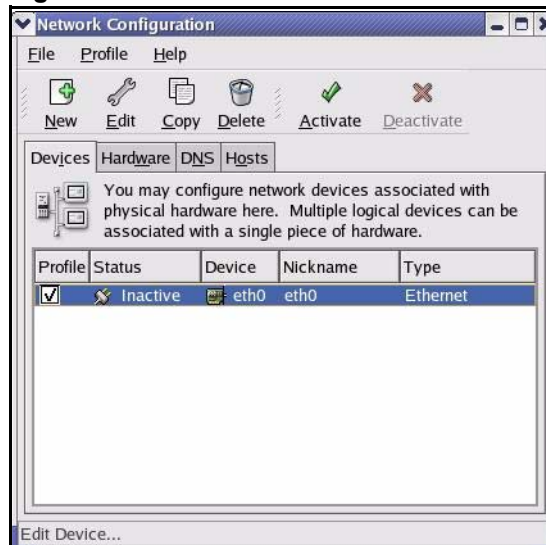 Network Configuration
File Profile Help
New Edit Copy Delete Activate Deactivate
Devices Hardware DNS Hosts
You may configure network devices associated with
physical hardware here. Multiple logical devices can be
associated with a single piece of hardware.
Profile Status Device Nickname Type
Inactive eth0 eth0 Ethernet
Edit Device...